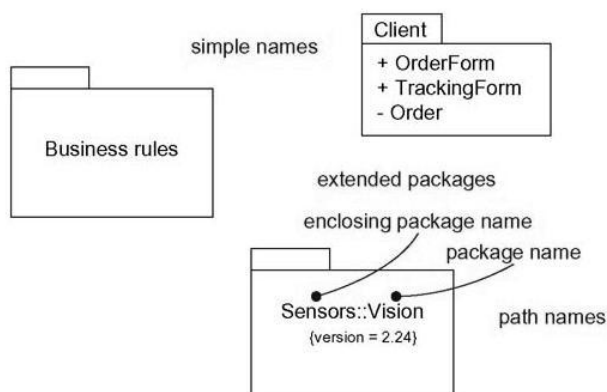 simple names
Client
+ OrderForm
+ TrackingForm
- Order
Business rules
extended packages
enclosing package name
package name
Sensors::Vision
{version = 2.24}
path names